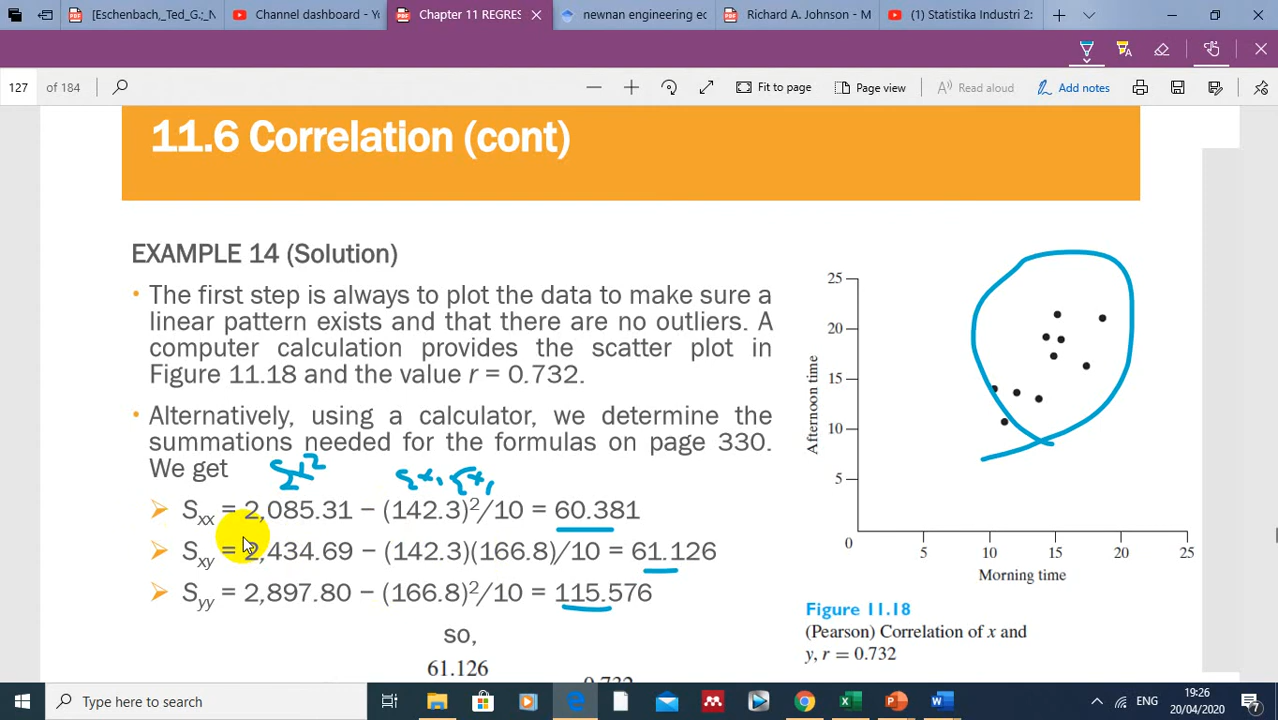 Eschenbach,_Ted_G.;_N
Channel dashboard - Yo
Chapter 11 REGRES
newnan engineering ec
Richard A. Johnson - M
(1) Statistika Industri 2:
127 of 184
Fit to page
Page view
Read aloud
Add notes
11.6 Correlation (cont)
EXAMPLE 14 (Solution)
• The first step is always to plot the data to make sure a
linear pattern exists and that there are no outliers. A
computer calculation provides the scatter plot in
Figure 11.18 and the value r = 0.732.
• Alternatively, using a calculator, we determine the
summations needed for the formulas on page 330.
We get
Sxx = 2,085.31 − (142.3)²/10 = 60.381
Sxy = 2,434.69 − (142.3)(166.8)/10 = 61.126
Syy = 2,897.80 − (166.8)²/10 = 115.576
so,
61.126
25
20
15
10
5
0
5 10 15 20 25
Afternoon time
Morning time
Figure 11.18
(Pearson) Correlation of x and
y, r = 0.732
Type here to search
ENG
19:26
20/04/2020
7